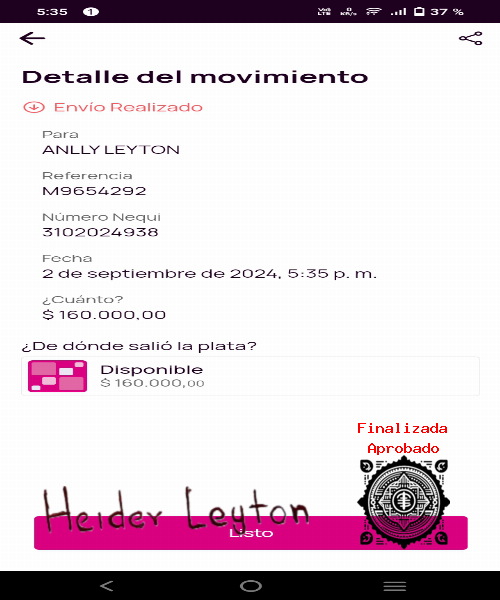 5:35 1 Vo) LTE 0 KB/s 37 %
Detalle del movimiento
Envío Realizado
Para
ANLLY LEYTON
Referencia
M9654292
Número Nequi
3102024938
Fecha
2 de septiembre de 2024, 5:35 p. m.
¿Cuánto?
$ 160.000,00
¿De dónde salió la plata?
Disponible
$ 160.000,00
Finalizada
Aprobado
Heider Leyton
Listo